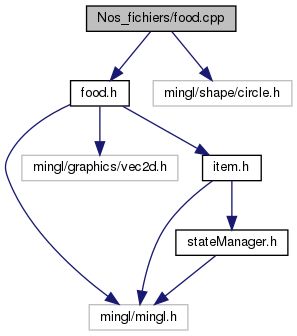 Nos_fichiers/food.cpp
food.h
mingl/shape/circle.h
mingl/graphics/vec2d.h
item.h
stateManager.h
mingl/mingl.h